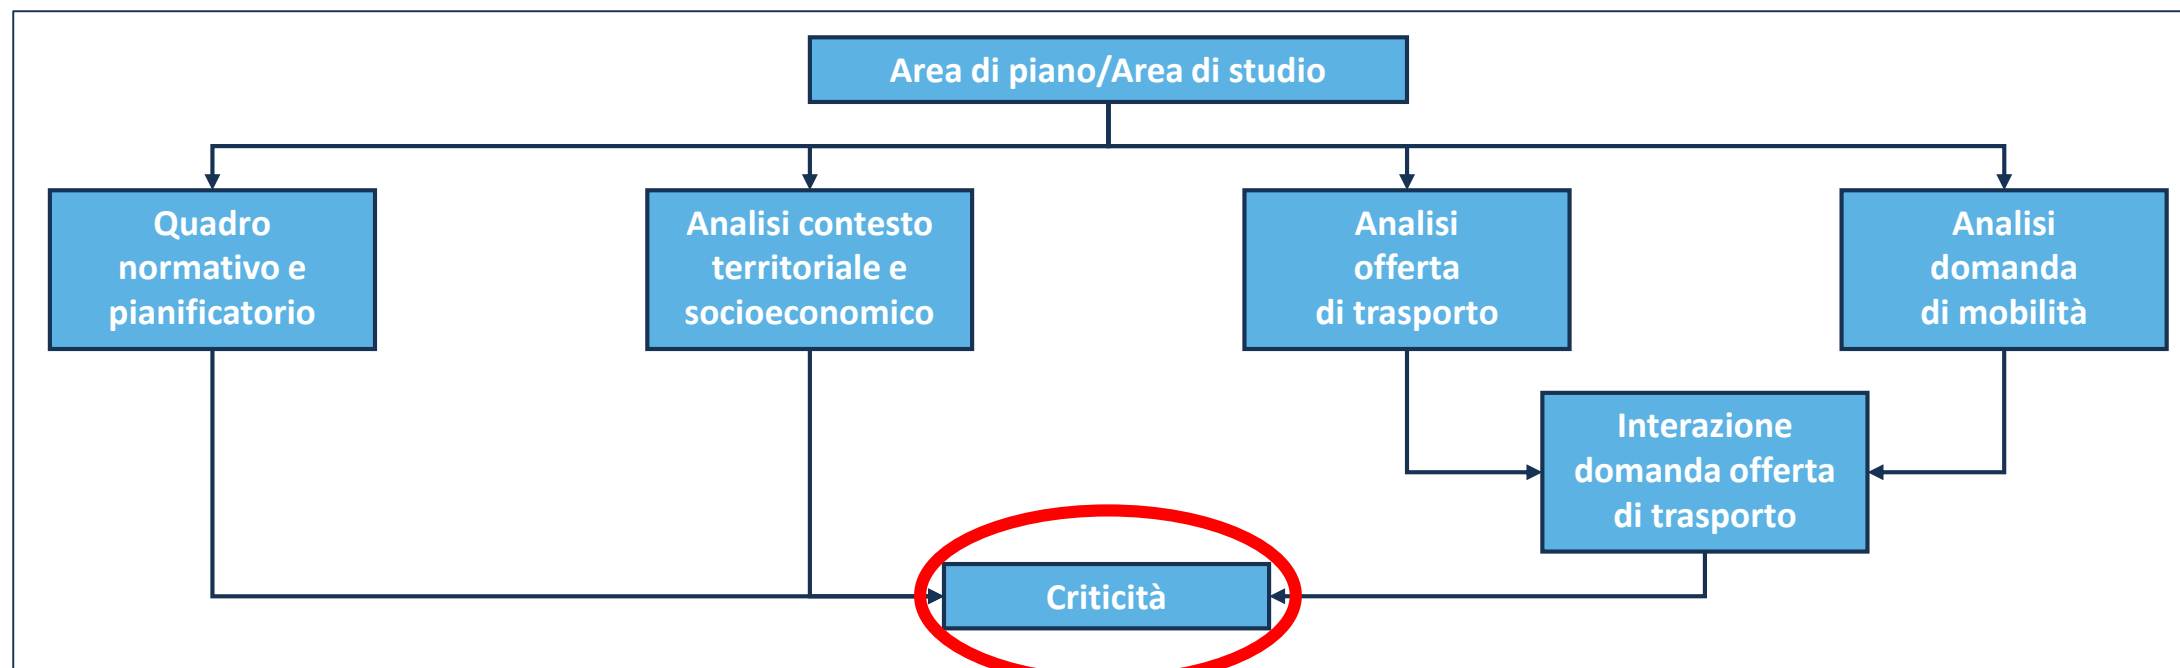 Area di piano/Area di studio
Quadro
normativo e
pianificatorio
Analisi contesto
territoriale e
socioeconomico
Analisi
offerta
di trasporto
Analisi
domanda
di mobilità
Interazione
domanda offerta
di trasporto
Criticità